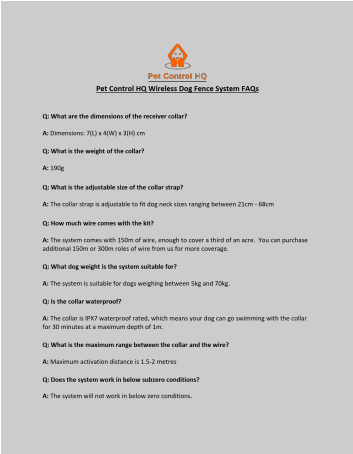 Pet Control HQ
Pet Control HQ Wireless Dog Fence System FAQs
Q: What are the dimensions of the receiver collar?
A: Dimensions: 7(L) x 4(W) x 3(H) cm
Q: What is the weight of the collar?
A: 190g
Q: What is the adjustable size of the collar strap?
A: The collar strap is adjustable to fit dog neck sizes ranging between 21cm - 68cm
Q: How much wire comes with the kit?
A: The system comes with 150m of wire, enough to cover a third of an acre. You can purchase
additional 150m or 300m roles of wire from us for more coverage.
Q: What dog weight is the system suitable for?
A: The system is suitable for dogs weighing between 5kg and 70kg.
Q: Is the collar waterproof?
A: The collar is IPX7 waterproof rated, which means your dog can go swimming with the collar
for 30 minutes at a maximum depth of 1m.
Q: What is the maximum range between the collar and the wire?
A: Maximum activation distance is 1.5-2 metres
Q: Does the system work in below subzero conditions?
A: The system will not work in below zero conditions.